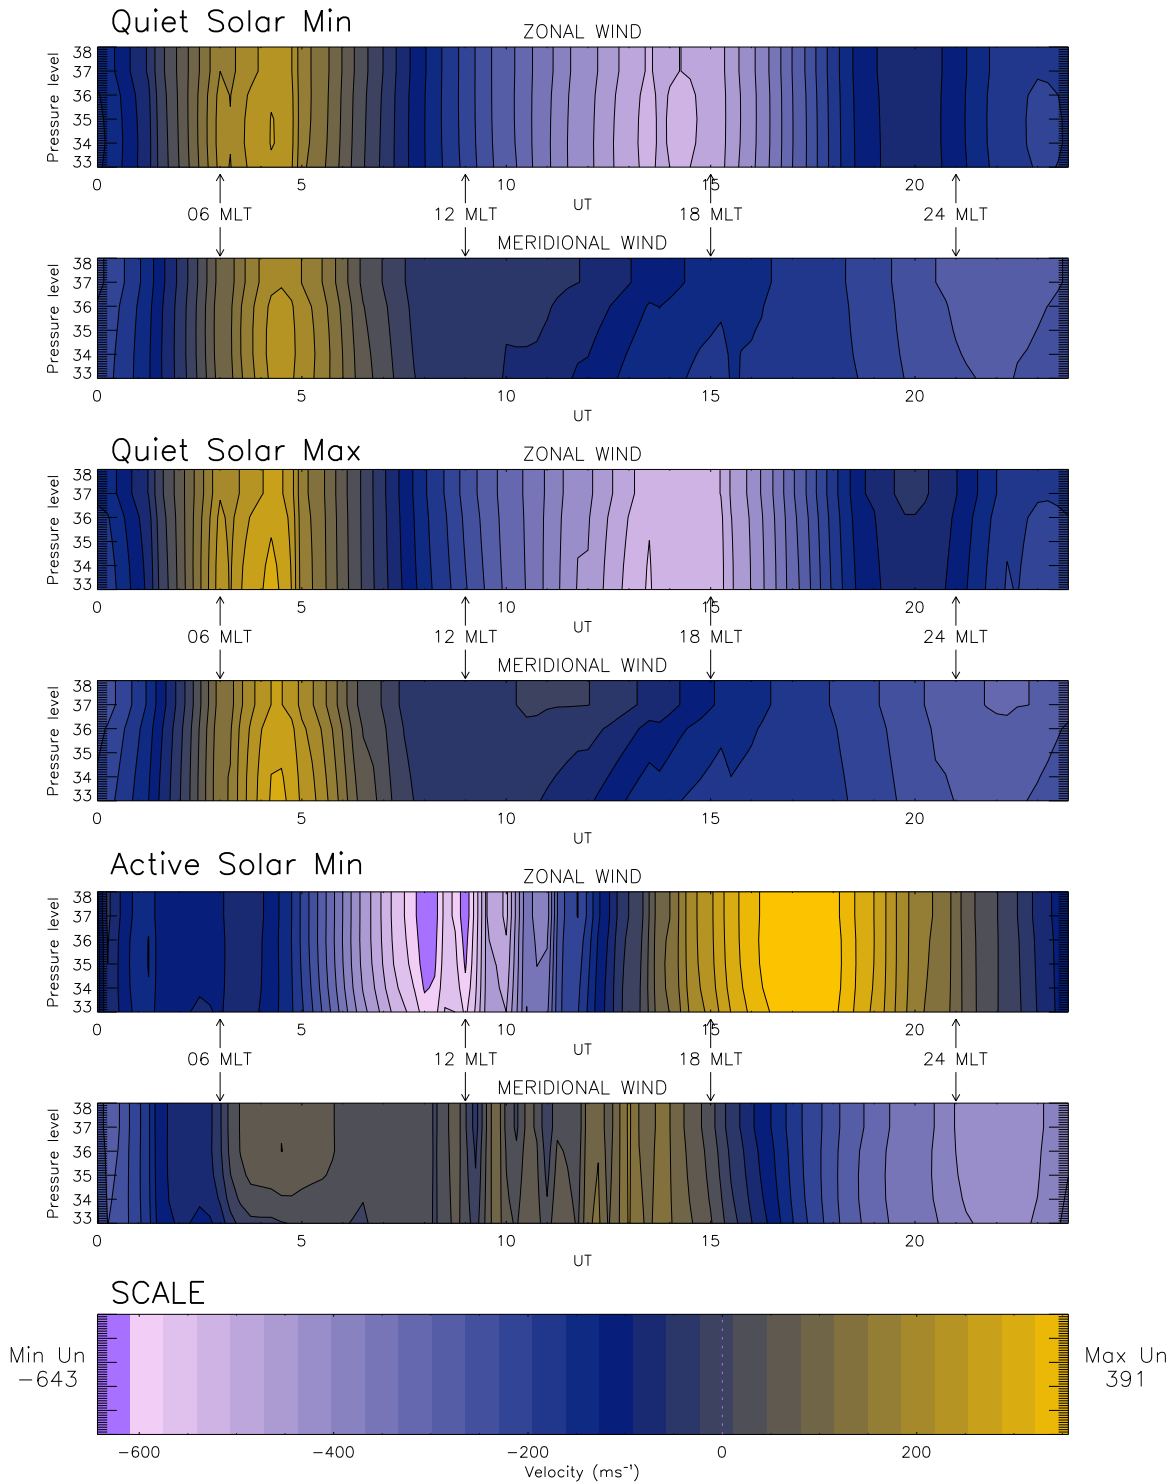 Quiet Solar Min
ZONAL WIND
Pressure level
38
37
36
35
34
33
0 5 10 15 20
UT
06 MLT 12 MLT 18 MLT 24 MLT
MERIDIONAL WIND
Pressure level
38
37
36
35
34
33
0 5 10 15 20
UT
Quiet Solar Max
ZONAL WIND
Pressure level
38
37
36
35
34
33
0 5 10 15 20
UT
06 MLT 12 MLT 18 MLT 24 MLT
MERIDIONAL WIND
Pressure level
38
37
36
35
34
33
0 5 10 15 20
UT
Active Solar Min
ZONAL WIND
Pressure level
38
37
36
35
34
33
0 5 10 15 20
UT
06 MLT 12 MLT 18 MLT 24 MLT
MERIDIONAL WIND
Pressure level
38
37
36
35
34
33
0 5 10 15 20
UT
SCALE
Min Un
-643
Max Un
391
-600 -400 -200 0 200
Velocity (ms⁻¹)